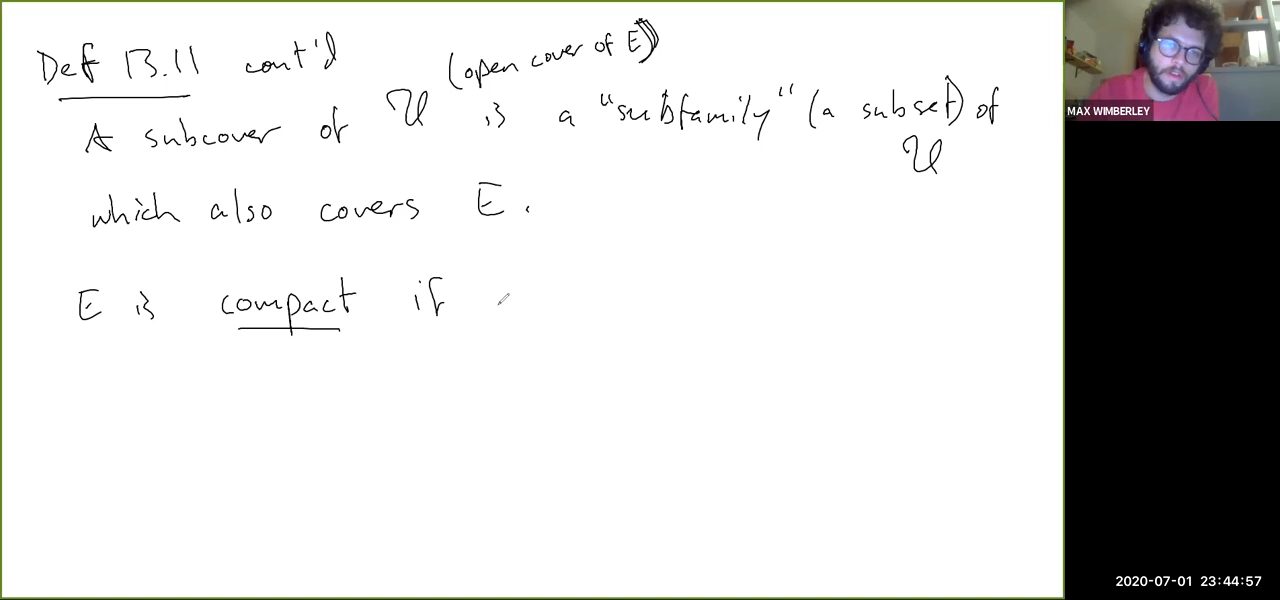 Def 13.11 cont'd
(open cover of E)
A subcover of U is a "subfamily" (a subset) of
U
which also covers E.
E is compact if
MAX WIMBERLEY
2020-07-01 23:44:57